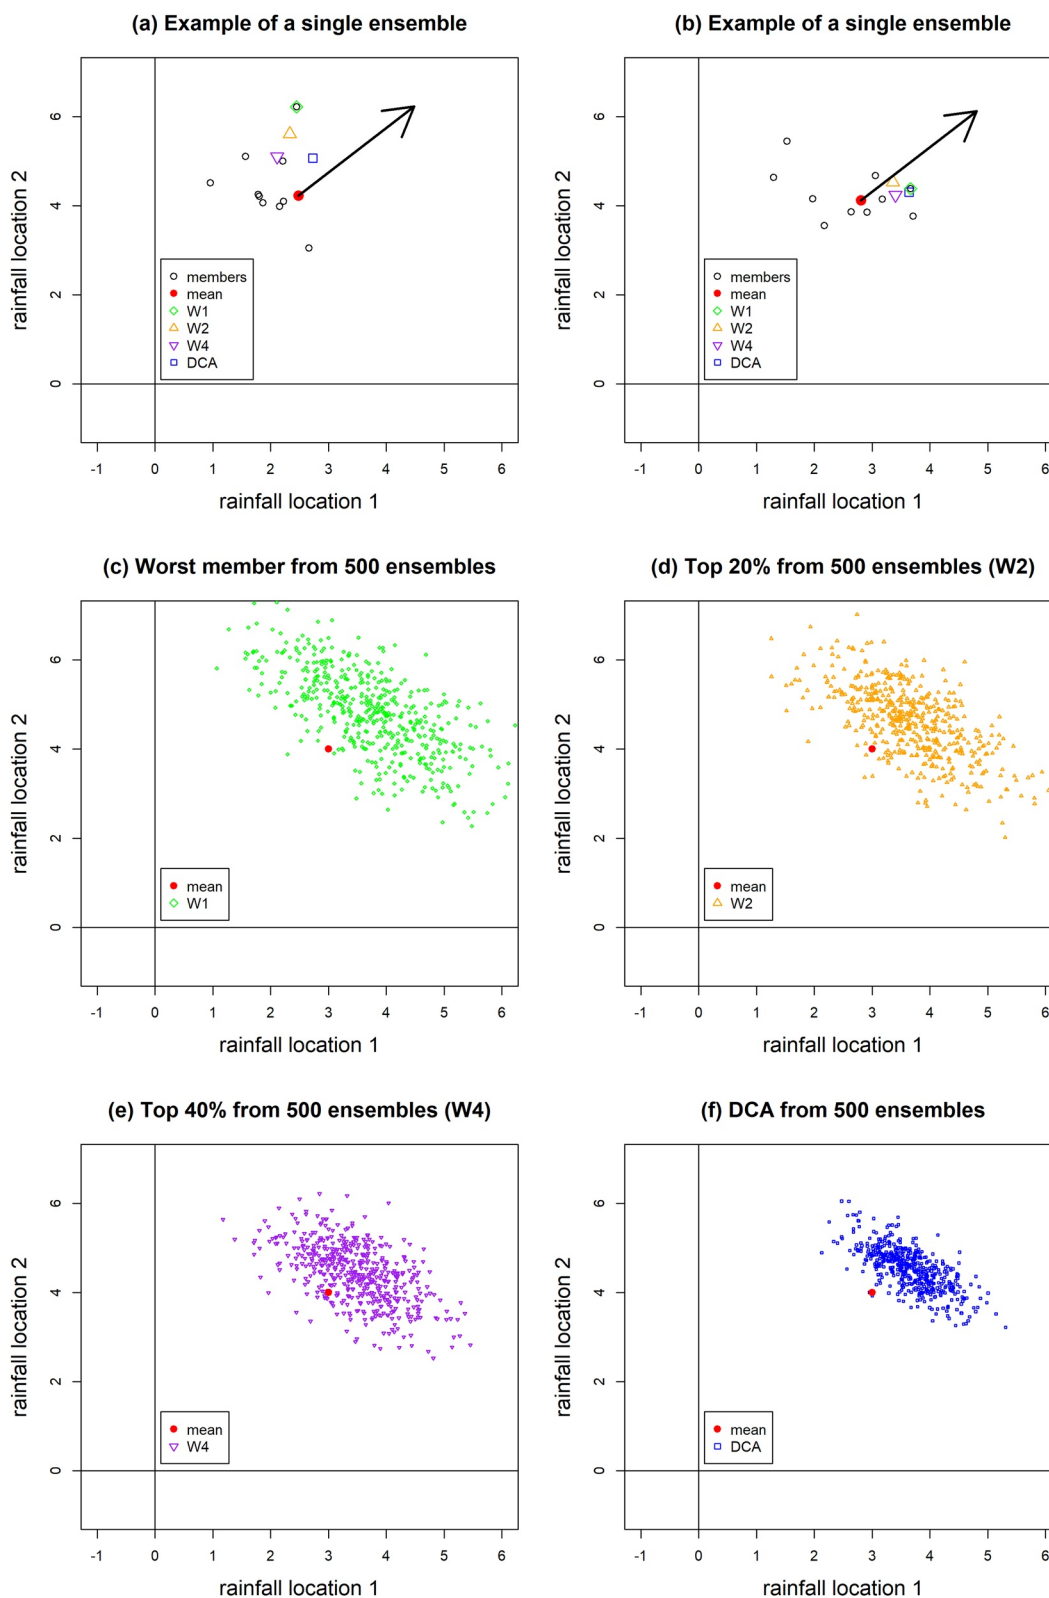 (a) Example of a single ensemble
rainfall location 2
6
4
2
0
members
mean
W1
W2
W4
DCA
-1 0 1 2 3 4 5 6
rainfall location 1
(b) Example of a single ensemble
rainfall location 2
6
4
2
0
members
mean
W1
W2
W4
DCA
-1 0 1 2 3 4 5 6
rainfall location 1
(c) Worst member from 500 ensembles
rainfall location 2
6
4
2
0
mean
W1
-1 0 1 2 3 4 5 6
rainfall location 1
(d) Top 20% from 500 ensembles (W2)
rainfall location 2
6
4
2
0
mean
W2
-1 0 1 2 3 4 5 6
rainfall location 1
(e) Top 40% from 500 ensembles (W4)
rainfall location 2
6
4
2
0
mean
W4
-1 0 1 2 3 4 5 6
rainfall location 1
(f) DCA from 500 ensembles
rainfall location 2
6
4
2
0
mean
DCA
-1 0 1 2 3 4 5 6
rainfall location 1